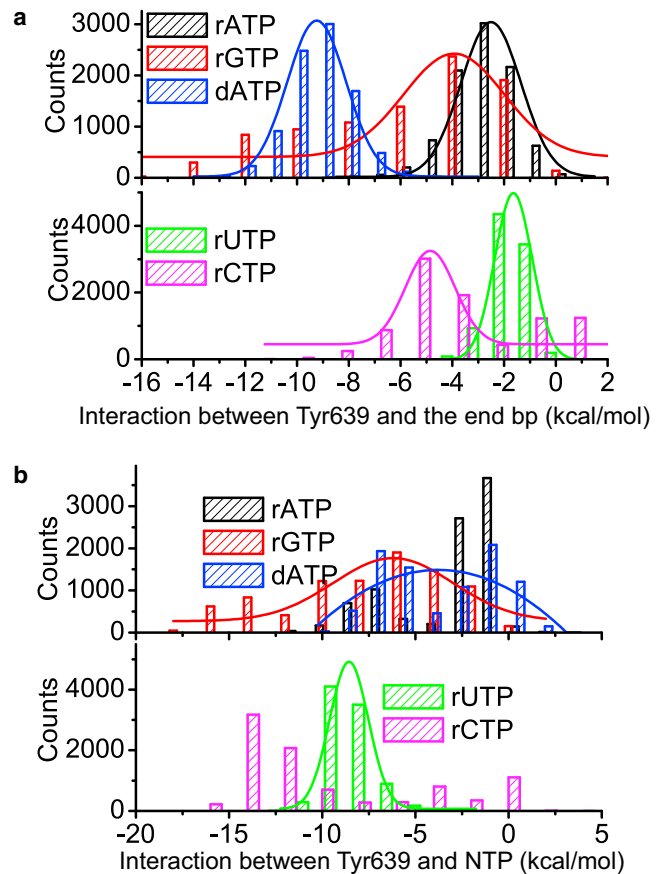 a
3000
2000
1000
0
Counts
rATP
rGTP
dATP
4000
2000
0
Counts
rUTP
rCTP
-16 -14 -12 -10 -8 -6 -4 -2 0 2
Interaction between Tyr639 and the end bp (kcal/mol)
b
3000
2000
1000
0
Counts
rATP
rGTP
dATP
4000
2000
0
Counts
rUTP
rCTP
-20 -15 -10 -5 0 5
Interaction between Tyr639 and NTP (kcal/mol)